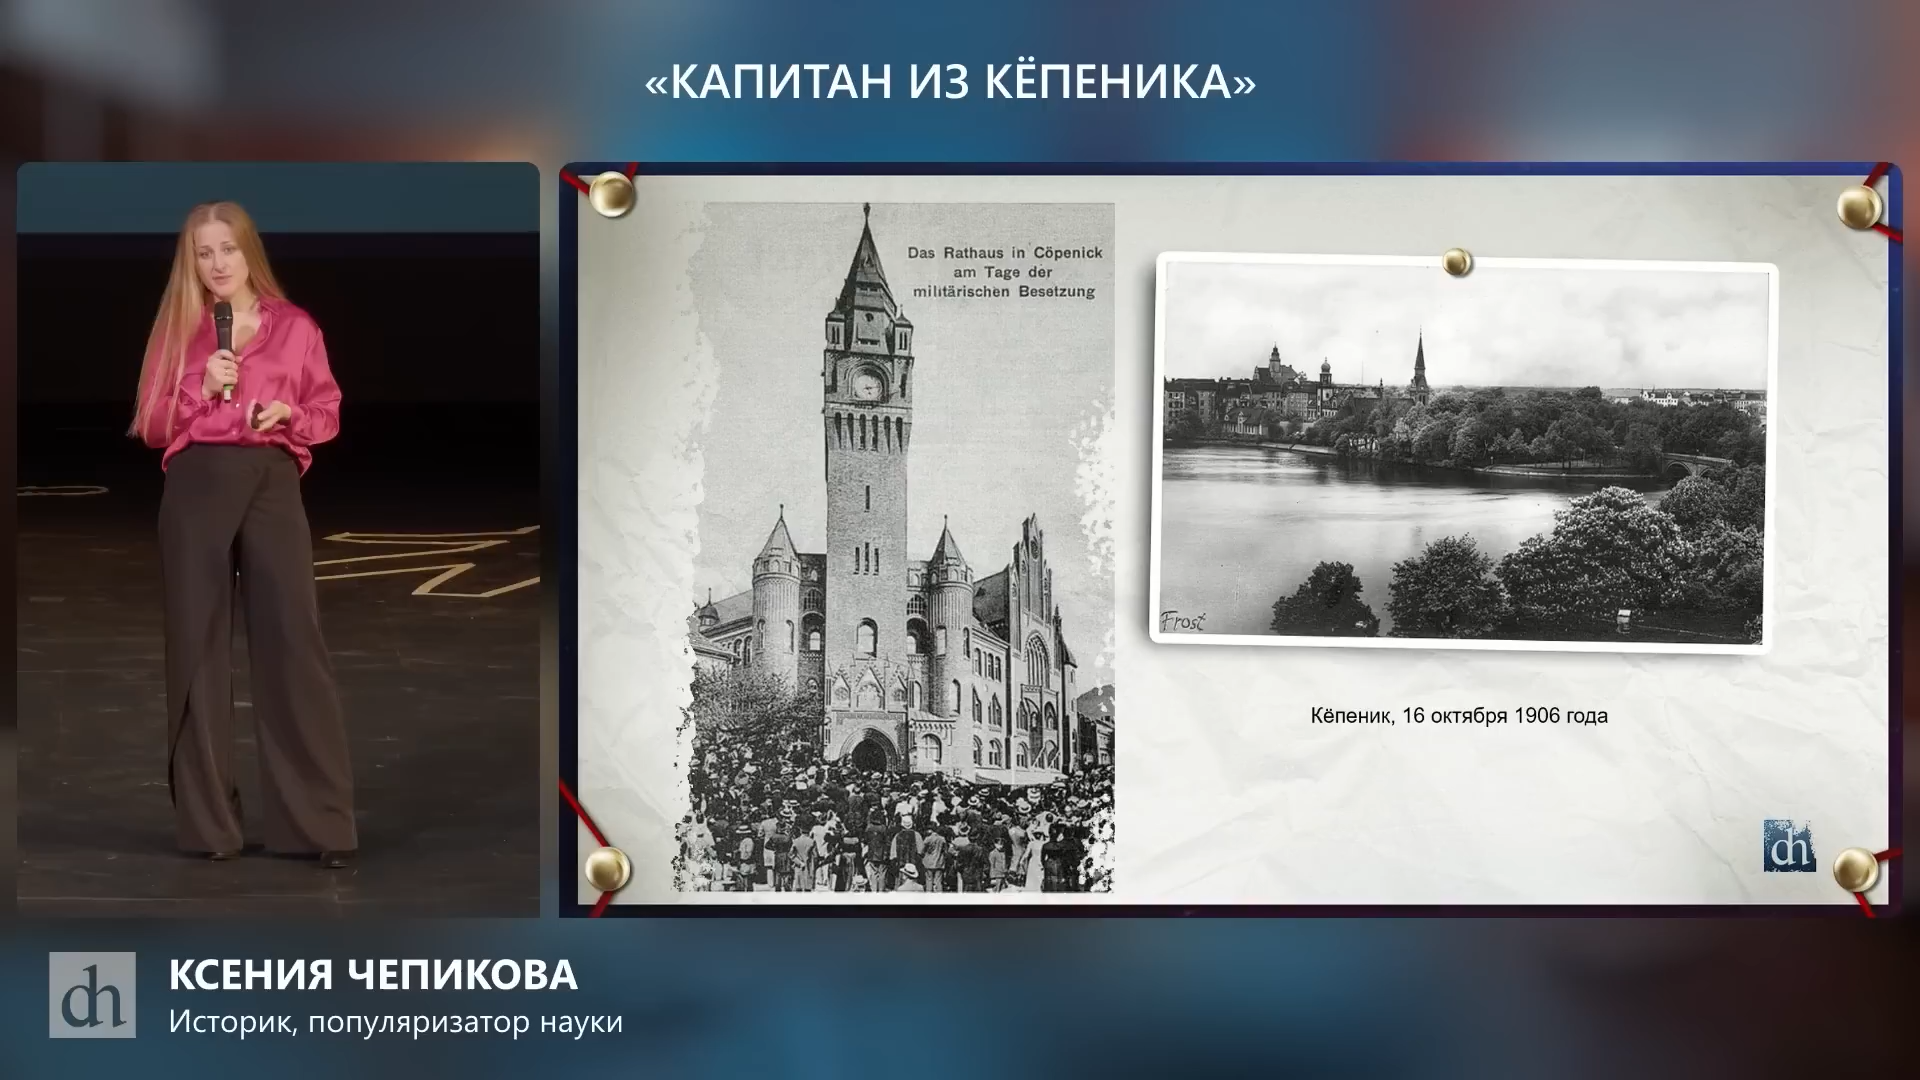 «КАПИТАН ИЗ КЁПЕНИКА»
Das Rathaus in Cöpenick
am Tage der
militärischen Besetzung
Frost
Кёпеник, 16 октября 1906 года
dh
dh
КСЕНИЯ ЧЕПИКОВА
Историк, популяризатор науки